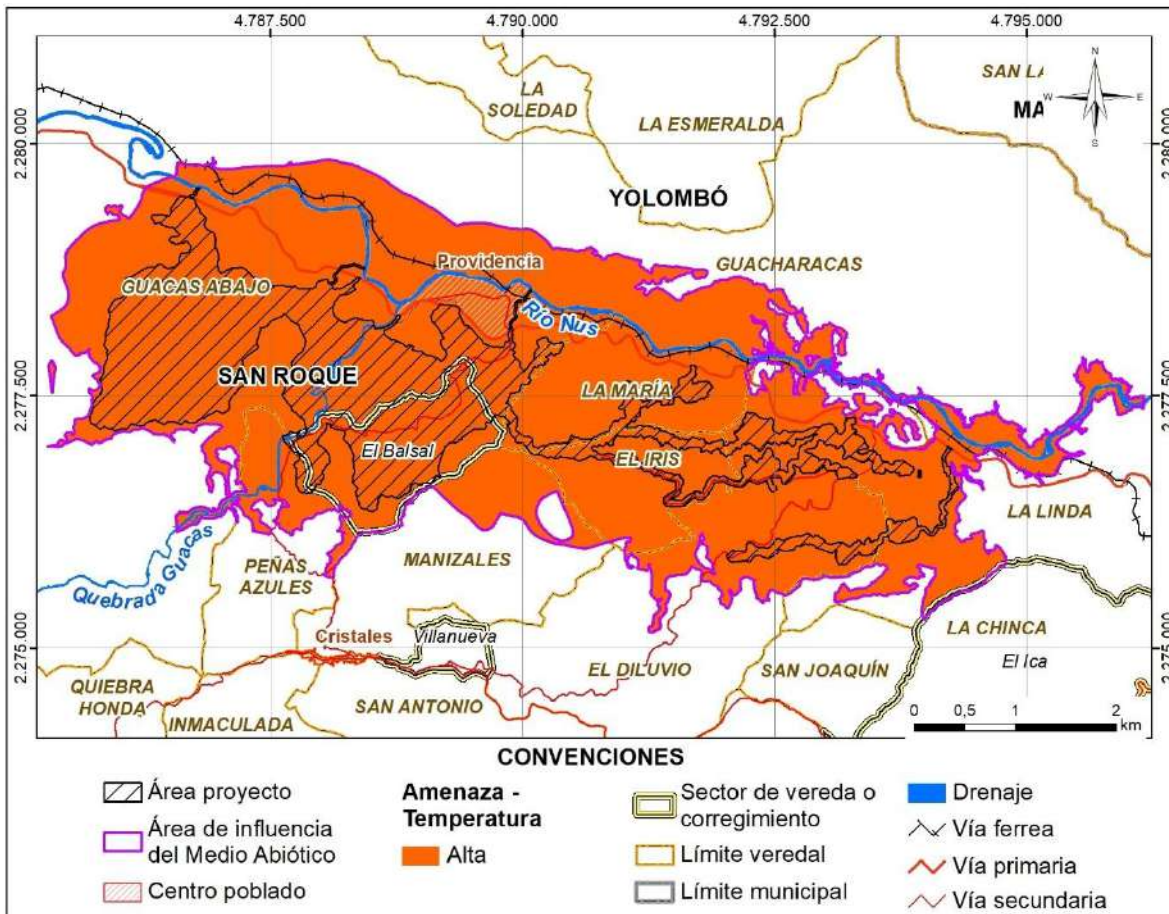 4.787.500
4.790.000
4.792.500
4.795.000
2.280.000
2.280.000
2.277.500
2.277.500
2.275.000
2.275.000
N
W
E
S
LA
SOLEDAD
SAN LA
MA
LA ESMERALDA
YOLOMBÓ
GUACHARACAS
Providencia
GUACAS ABAJO
Río Nus
SAN ROQUE
LA MARÍA
El Balsal
EL IRIS
LA LINDA
Quebrada Guacas
PEÑAS
AZULES
MANIZALES
Cristales
Villanueva
LA CHINCA
El Ica
EL DILUVIO
SAN JOAQUÍN
QUIEBRA
HONDA
INMACULADA
SAN ANTONIO
0 0,5 1 2
km
CONVENCIONES
Área proyecto
Área de influencia
del Medio Abiótico
Centro poblado
Amenaza -
Temperatura
Alta
Sector de vereda o
corregimiento
Límite veredal
Límite municipal
Drenaje
Vía ferrea
Vía primaria
Vía secundaria